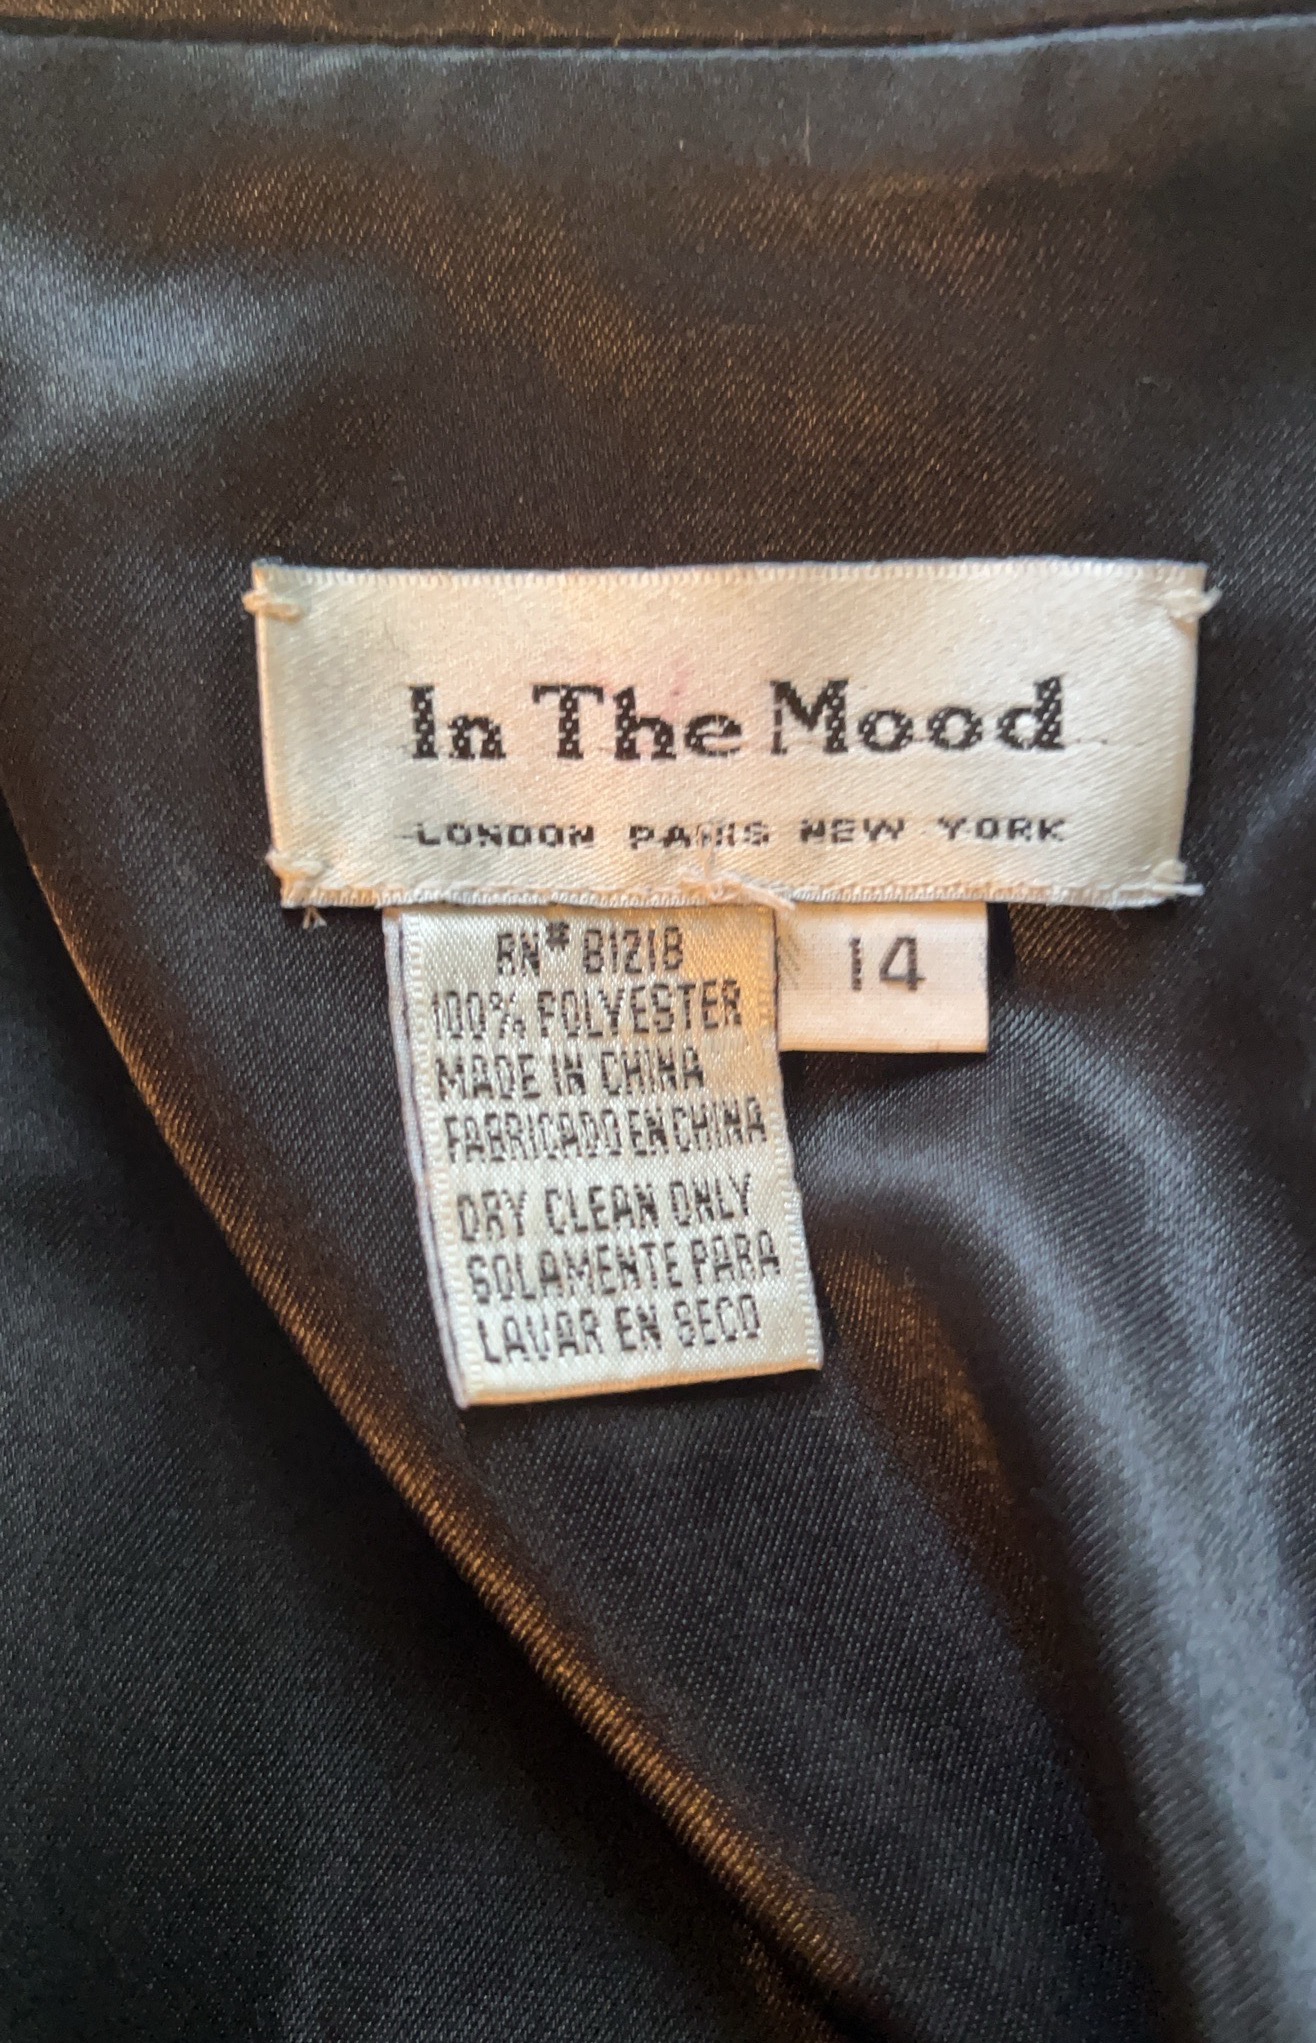 In The Mood
LONDON PARIS NEW YORK
14
RN# 81218
100% POLYESTER
MADE IN CHINA
FABRICADO EN CHINA
DRY CLEAN ONLY
SOLAMENTE PARA
LAVAR EN SECO